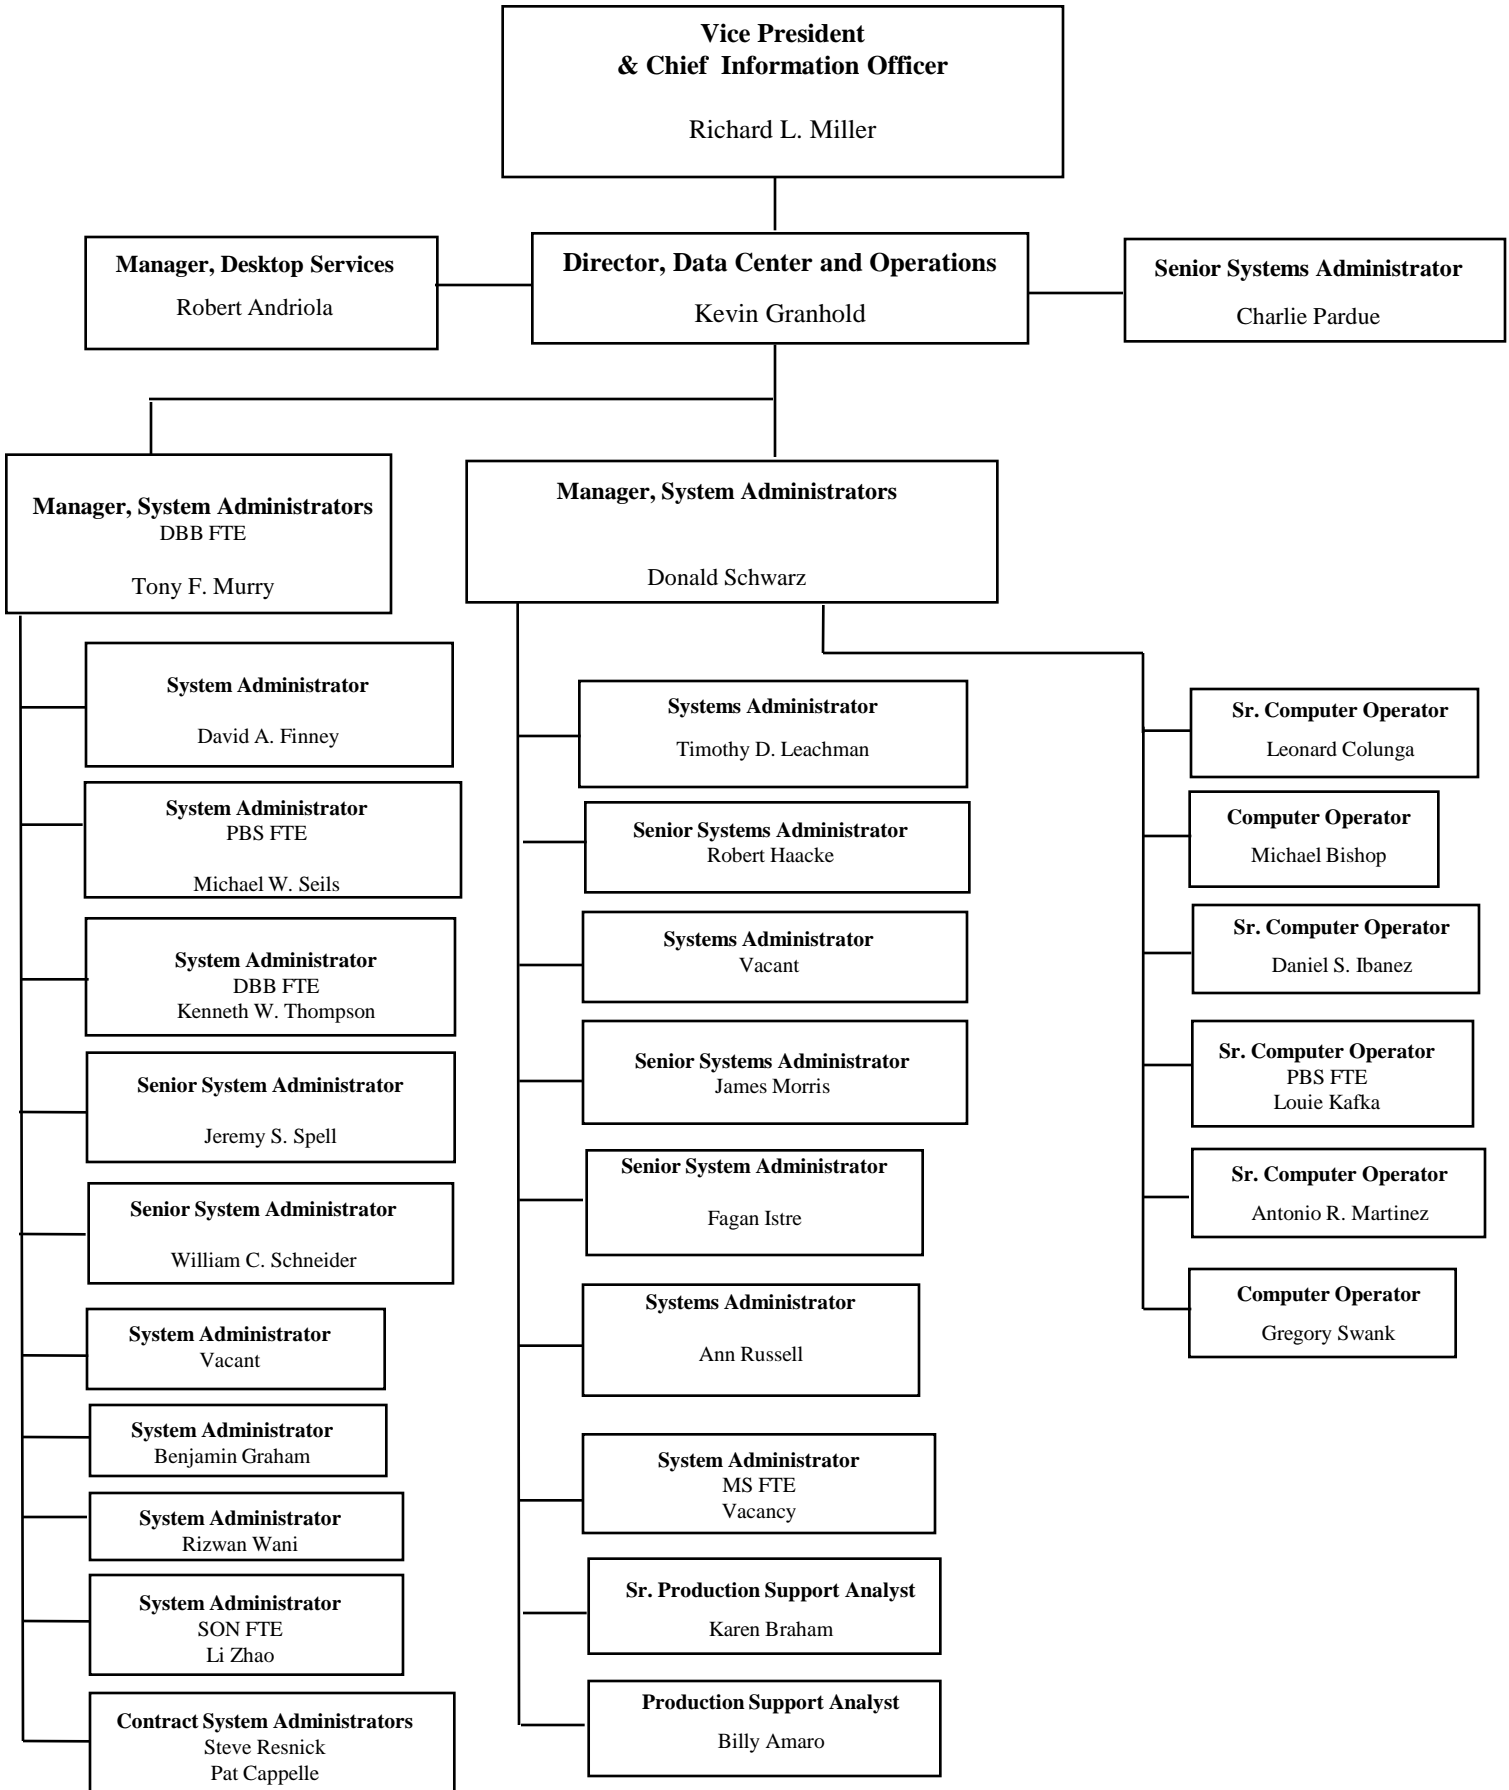 Vice President
& Chief Information Officer
Richard L. Miller
Manager, Desktop Services
Robert Andriola
Director, Data Center and Operations
Kevin Granhold
Senior Systems Administrator
Charlie Pardue
Manager, System Administrators
DBB FTE
Tony F. Murry
Manager, System Administrators
Donald Schwarz
System Administrator
David A. Finney
System Administrator
PBS FTE
Michael W. Seils
System Administrator
DBB FTE
Kenneth W. Thompson
Senior System Administrator
Jeremy S. Spell
Senior System Administrator
William C. Schneider
System Administrator
Vacant
System Administrator
Benjamin Graham
System Administrator
Rizwan Wani
System Administrator
SON FTE
Li Zhao
Contract System Administrators
Steve Resnick
Pat Cappelle
Systems Administrator
Timothy D. Leachman
Senior Systems Administrator
Robert Haacke
Systems Administrator
Vacant
Senior Systems Administrator
James Morris
Senior System Administrator
Fagan Istre
Systems Administrator
Ann Russell
System Administrator
MS FTE
Vacancy
Sr. Production Support Analyst
Karen Braham
Production Support Analyst
Billy Amaro
Sr. Computer Operator
Leonard Colunga
Computer Operator
Michael Bishop
Sr. Computer Operator
Daniel S. Ibanez
Sr. Computer Operator
PBS FTE
Louie Kafka
Sr. Computer Operator
Antonio R. Martinez
Computer Operator
Gregory Swank